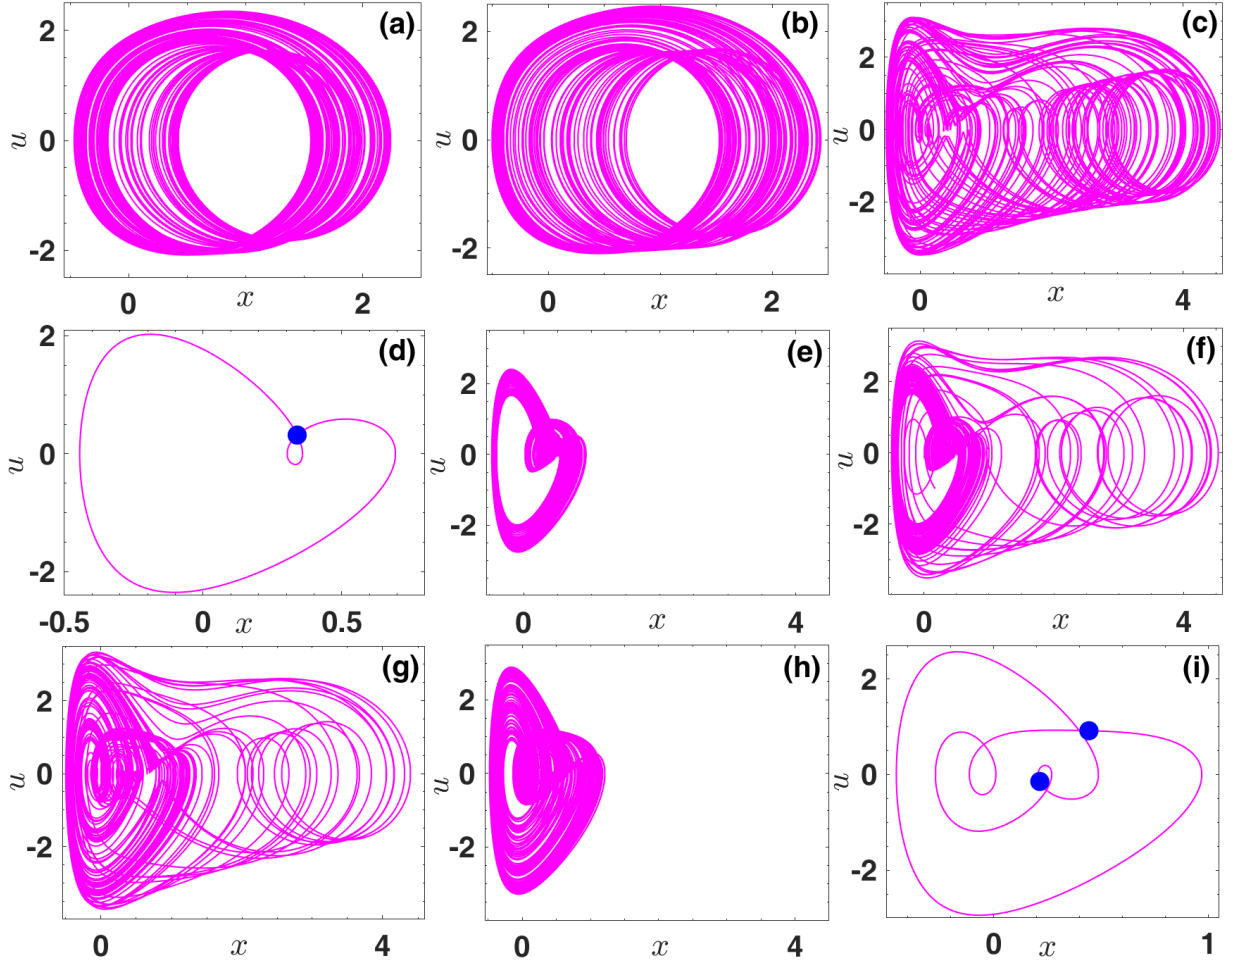 (a) (b) (c)
2 2 2
u 0 u 0 u 0
-2 -2 -2
0 x 2 0 x 2 0 x 4
(d) (e) (f)
2 2 2
u 0 u 0 u 0
-2 -2 -2
-0.5 0 x 0.5 0 x 4 0 x 4
(g) (h) (i)
2 2 2
u 0 u 0 u 0
-2 -2 -2
0 x 4 0 x 4 0 x 1